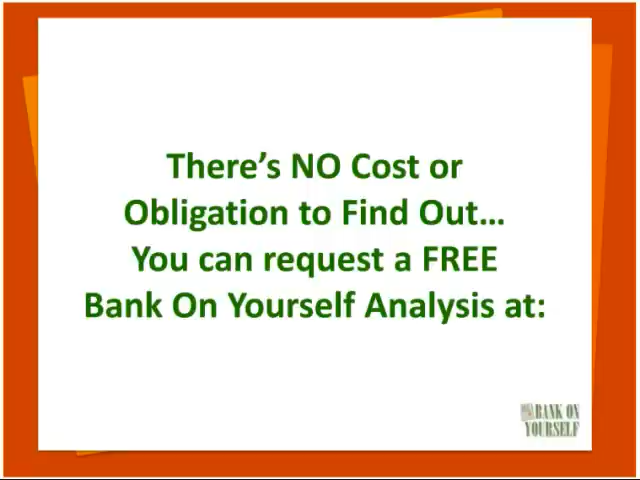 There's NO Cost or
Obligation to Find Out...
You can request a FREE
Bank On Yourself Analysis at:
BANK ON
YOURSELF